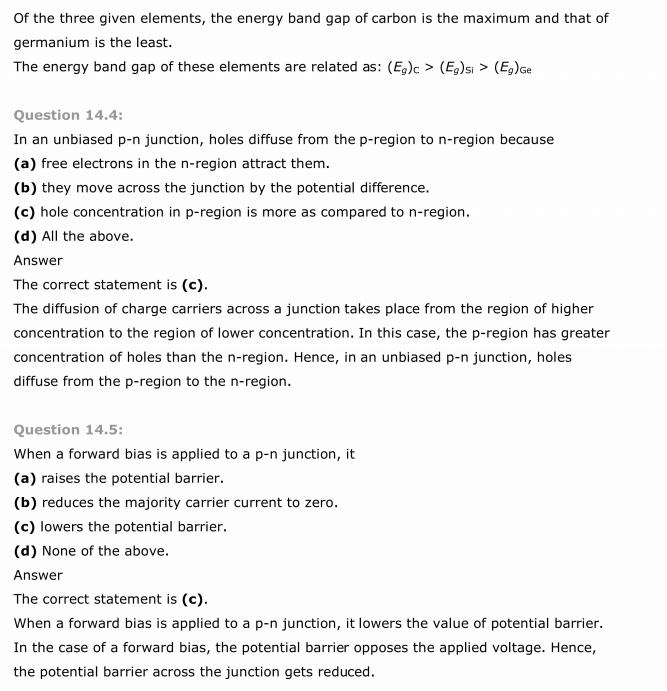 Of the three given elements, the energy band gap of carbon is the maximum and that of
germanium is the least.
The energy band gap of these elements are related as: (Eg)C > (Eg)Si > (Eg)Ge
Question 14.4:
In an unbiased p-n junction, holes diffuse from the p-region to n-region because
(a) free electrons in the n-region attract them.
(b) they move across the junction by the potential difference.
(c) hole concentration in p-region is more as compared to n-region.
(d) All the above.
Answer
The correct statement is (c).
The diffusion of charge carriers across a junction takes place from the region of higher
concentration to the region of lower concentration. In this case, the p-region has greater
concentration of holes than the n-region. Hence, in an unbiased p-n junction, holes
diffuse from the p-region to the n-region.
Question 14.5:
When a forward bias is applied to a p-n junction, it
(a) raises the potential barrier.
(b) reduces the majority carrier current to zero.
(c) lowers the potential barrier.
(d) None of the above.
Answer
The correct statement is (c).
When a forward bias is applied to a p-n junction, it lowers the value of potential barrier.
In the case of a forward bias, the potential barrier opposes the applied voltage. Hence,
the potential barrier across the junction gets reduced.